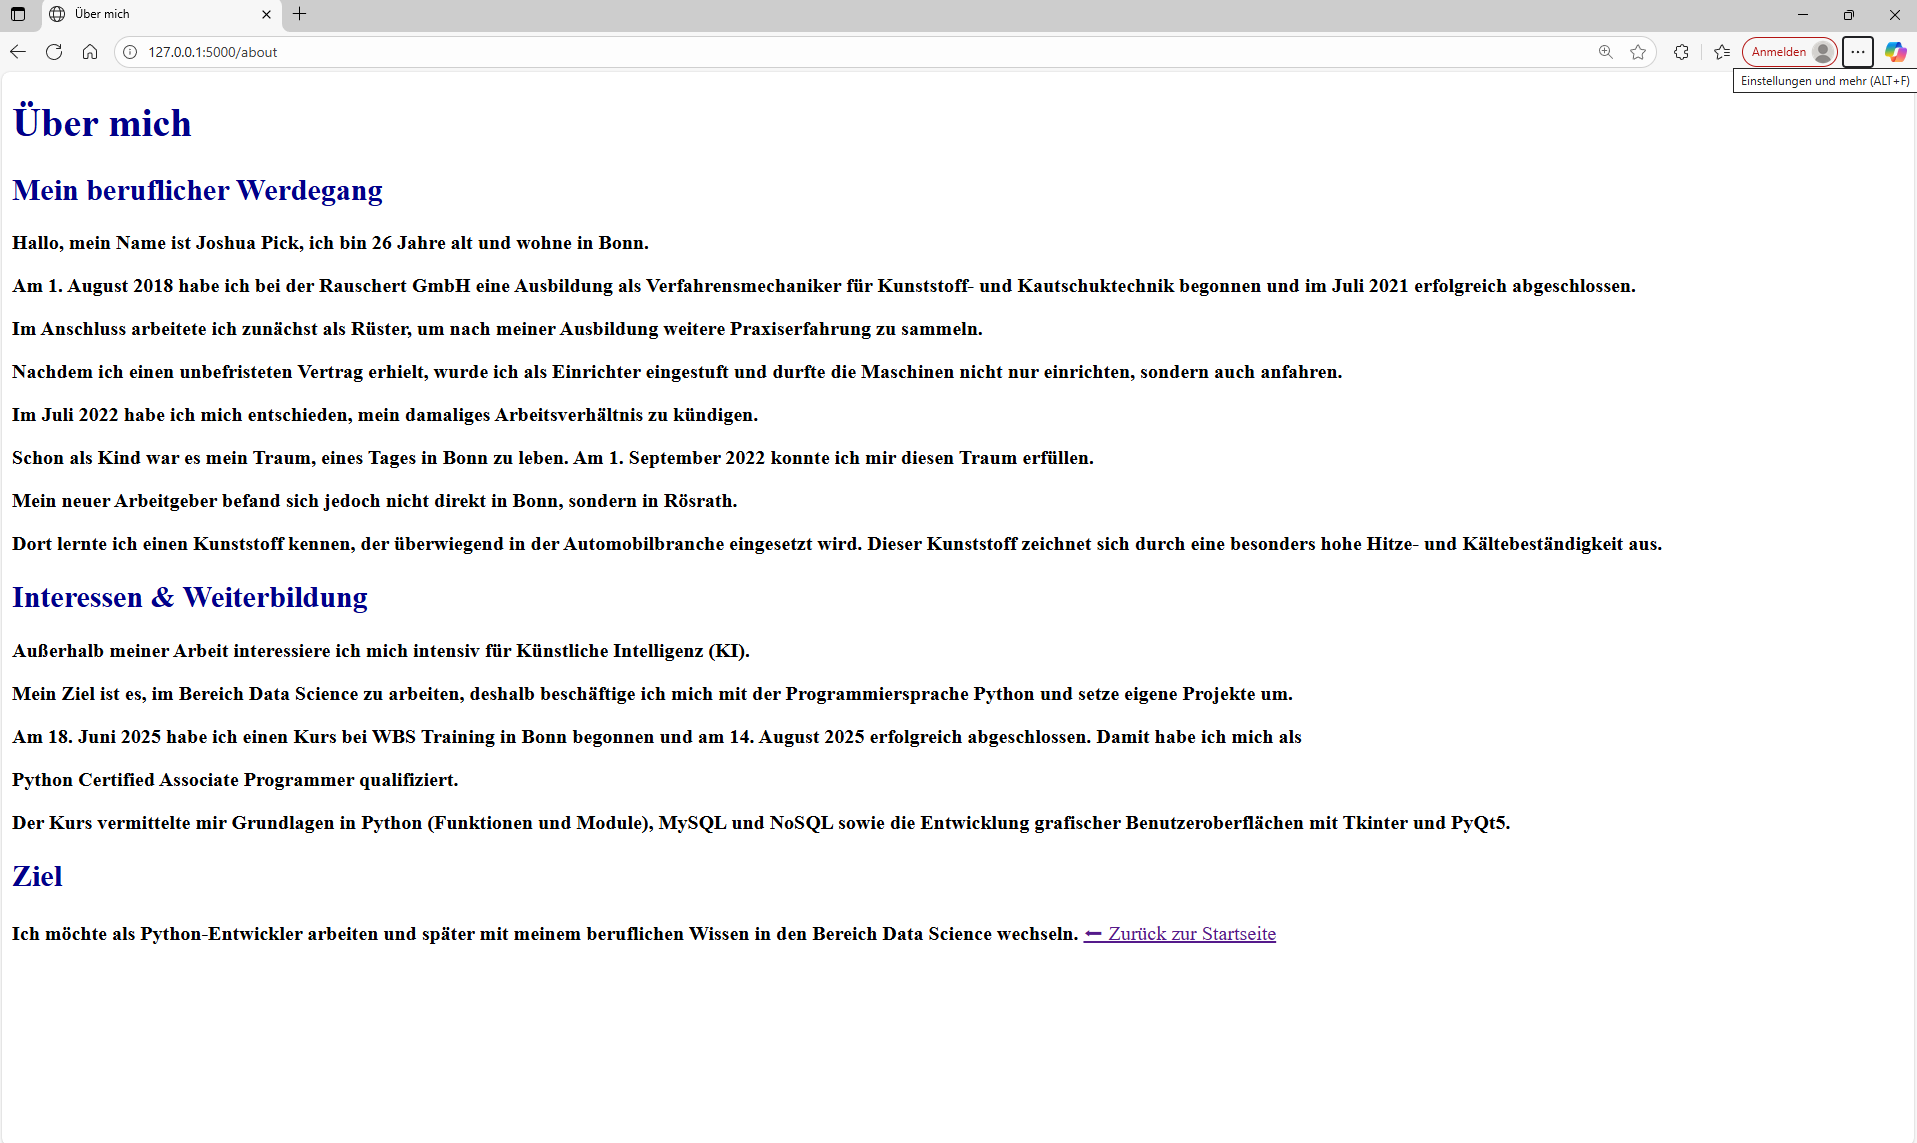 Über mich
127.0.0.1:5000/about
Anmelden
Einstellungen und mehr (ALT+F)
Über mich
Mein beruflicher Werdegang
Hallo, mein Name ist Joshua Pick, ich bin 26 Jahre alt und wohne in Bonn.
Am 1. August 2018 habe ich bei der Rauschert GmbH eine Ausbildung als Verfahrensmechaniker für Kunststoff- und Kautschuktechnik begonnen und im Juli 2021 erfolgreich abgeschlossen.
Im Anschluss arbeitete ich zunächst als Rüster, um nach meiner Ausbildung weitere Praxiserfahrung zu sammeln.
Nachdem ich einen unbefristeten Vertrag erhielt, wurde ich als Einrichter eingestuft und durfte die Maschinen nicht nur einrichten, sondern auch anfahren.
Im Juli 2022 habe ich mich entschieden, mein damaliges Arbeitsverhältnis zu kündigen.
Schon als Kind war es mein Traum, eines Tages in Bonn zu leben. Am 1. September 2022 konnte ich mir diesen Traum erfüllen.
Mein neuer Arbeitgeber befand sich jedoch nicht direkt in Bonn, sondern in Rösrath.
Dort lernte ich einen Kunststoff kennen, der überwiegend in der Automobilbranche eingesetzt wird. Dieser Kunststoff zeichnet sich durch eine besonders hohe Hitze- und Kältebeständigkeit aus.
Interessen & Weiterbildung
Außerhalb meiner Arbeit interessiere ich mich intensiv für Künstliche Intelligenz (KI).
Mein Ziel ist es, im Bereich Data Science zu arbeiten, deshalb beschäftige ich mich mit der Programmiersprache Python und setze eigene Projekte um.
Am 18. Juni 2025 habe ich einen Kurs bei WBS Training in Bonn begonnen und am 14. August 2025 erfolgreich abgeschlossen. Damit habe ich mich als
Python Certified Associate Programmer qualifiziert.
Der Kurs vermittelte mir Grundlagen in Python (Funktionen und Module), MySQL und NoSQL sowie die Entwicklung grafischer Benutzeroberflächen mit Tkinter und PyQt5.
Ziel
Ich möchte als Python-Entwickler arbeiten und später mit meinem beruflichen Wissen in den Bereich Data Science wechseln. ⬅ Zurück zur Startseite